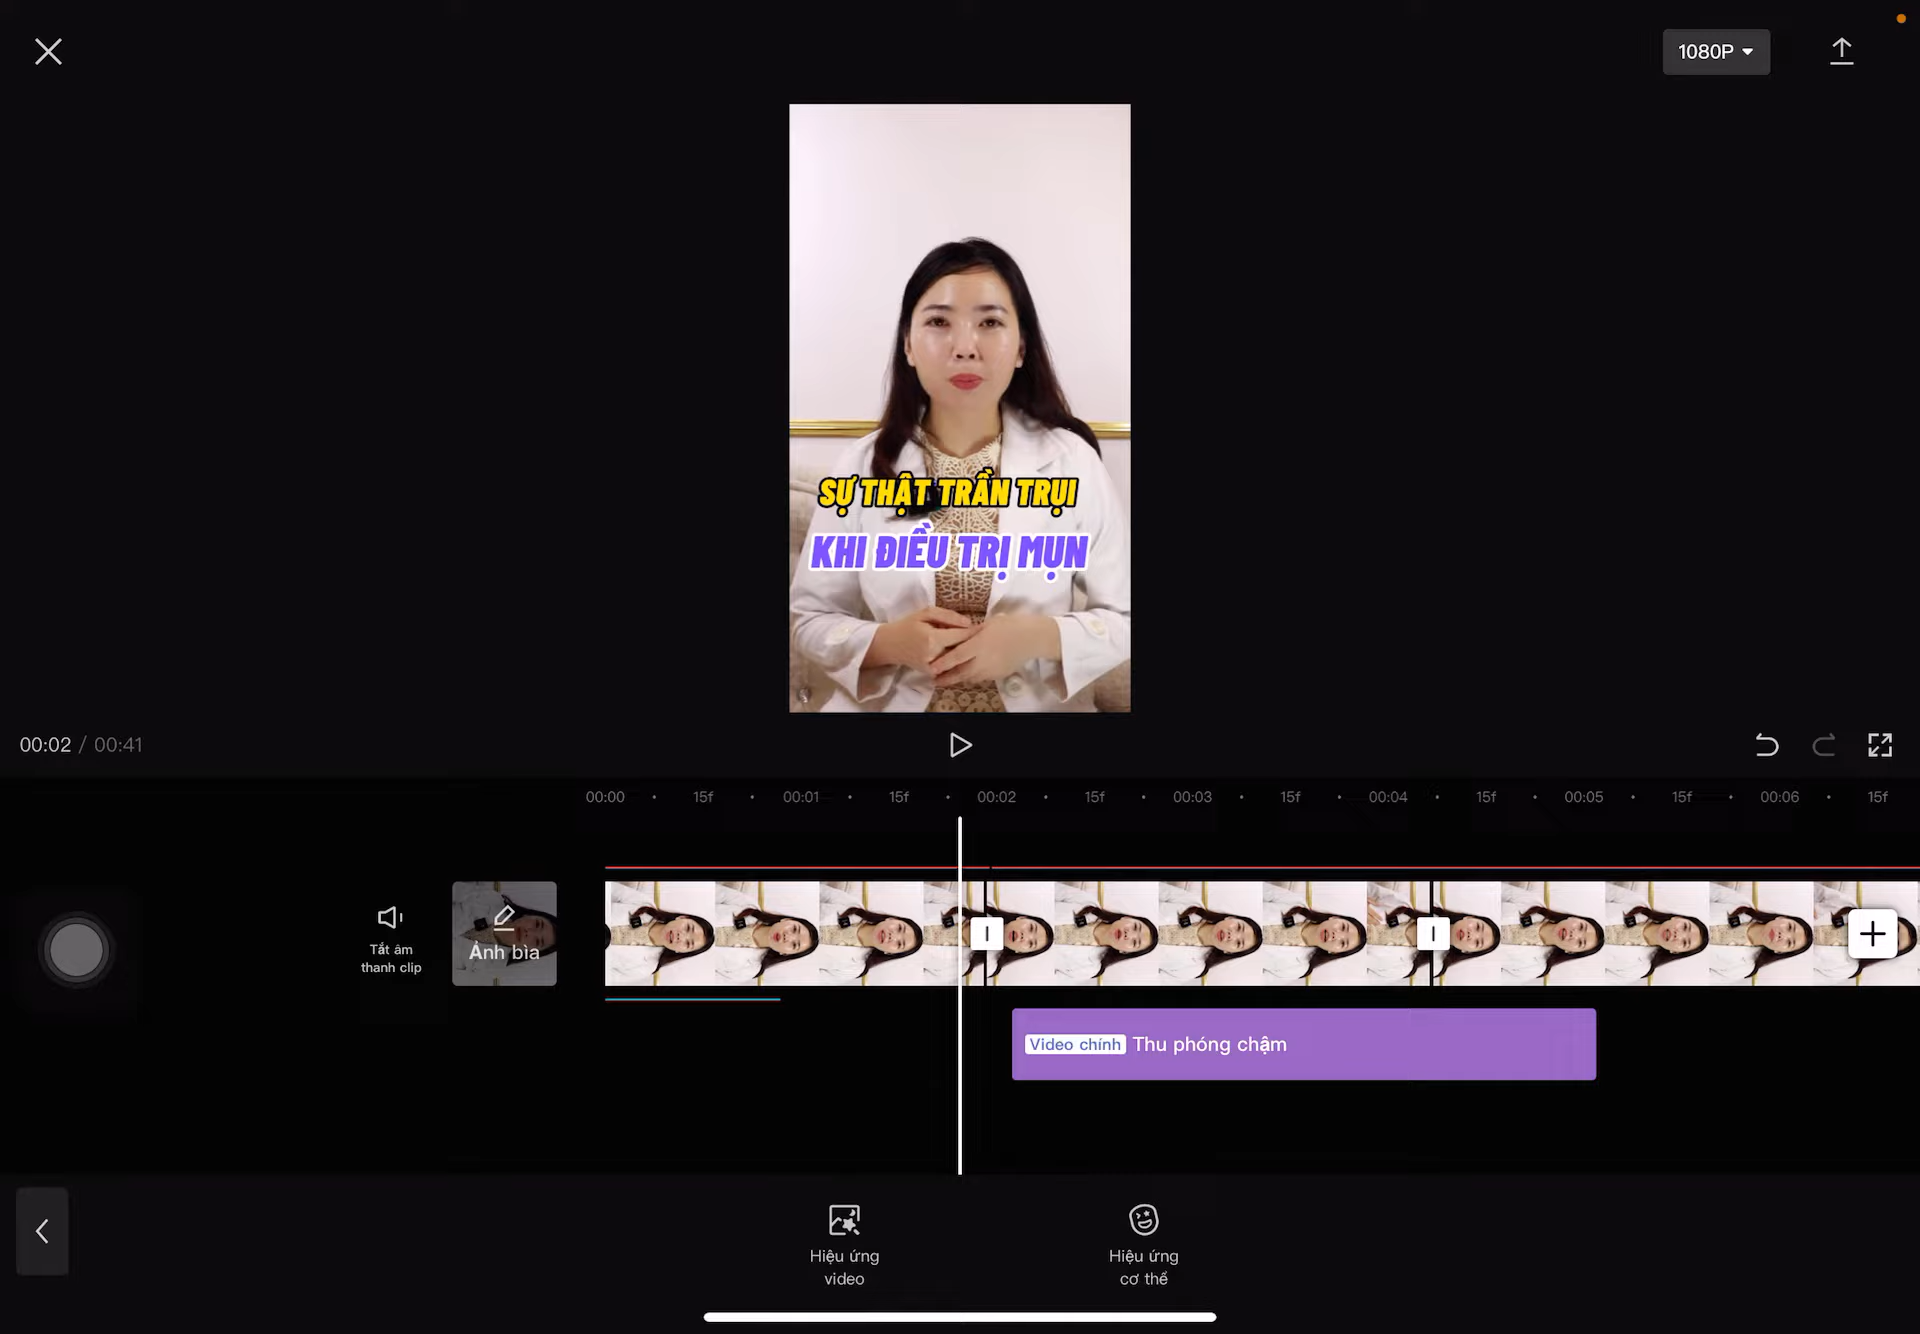 1080P
SỰ THẬT TRẦN TRỤI
KHI ĐIỀU TRỊ MỤN
00:02 / 00:41
00:00 15f 00:01 15f 00:02 15f 00:03 15f 00:04 15f 00:05 15f 00:06 15f
Tắt âm
thanh clip
Ảnh bìa
Video chính Thu phóng chậm
Hiệu ứng
video
Hiệu ứng
cơ thể